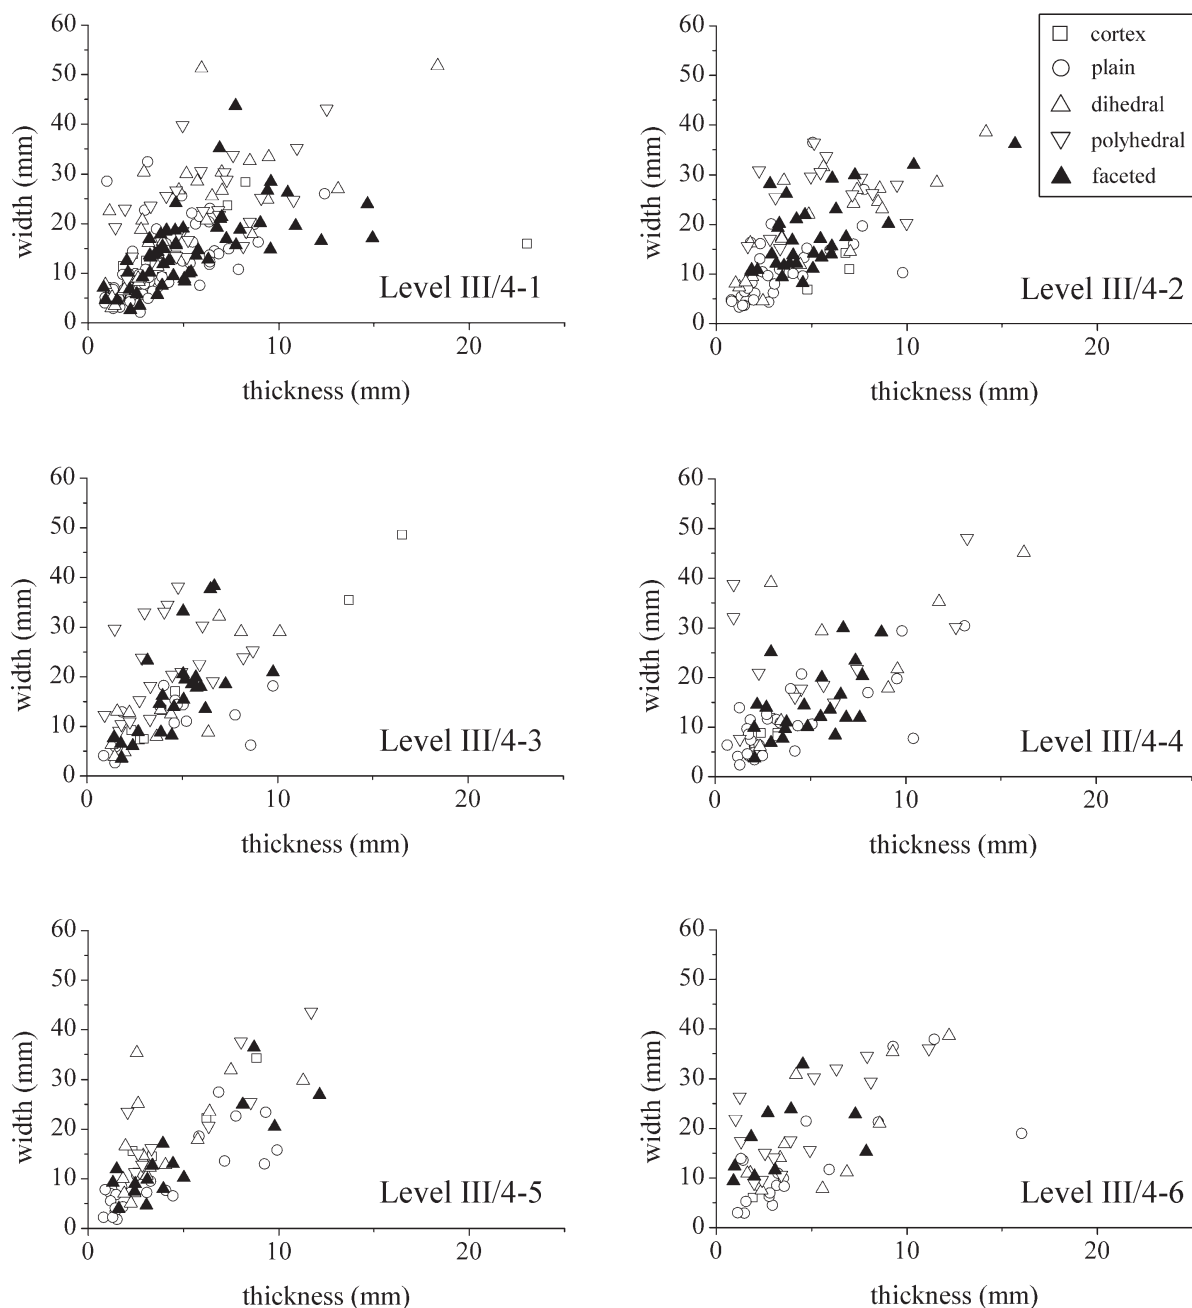 60
50
40
30
20
10
0
width (mm)
0 10 20
thickness (mm)
Level III/4-1
60
50
40
30
20
10
0
width (mm)
0 10 20
thickness (mm)
Level III/4-2
cortex
plain
dihedral
polyhedral
faceted
60
50
40
30
20
10
0
width (mm)
0 10 20
thickness (mm)
Level III/4-3
60
50
40
30
20
10
0
width (mm)
0 10 20
thickness (mm)
Level III/4-4
60
50
40
30
20
10
0
width (mm)
0 10 20
thickness (mm)
Level III/4-5
60
50
40
30
20
10
0
width (mm)
0 10 20
thickness (mm)
Level III/4-6